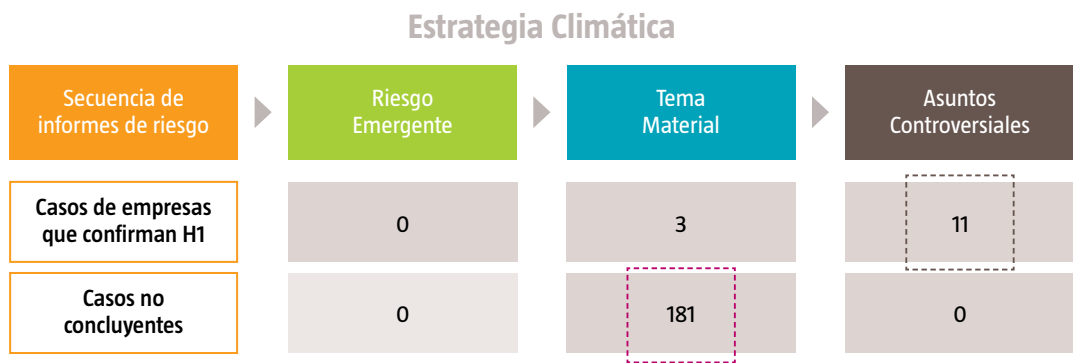 Estrategia Climática
Secuencia de
informes de riesgo
Riesgo
Emergente
Tema
Material
Asuntos
Controversiales
Casos de empresas
que confirman H1
0
3
11
Casos no
concluyentes
0
181
0